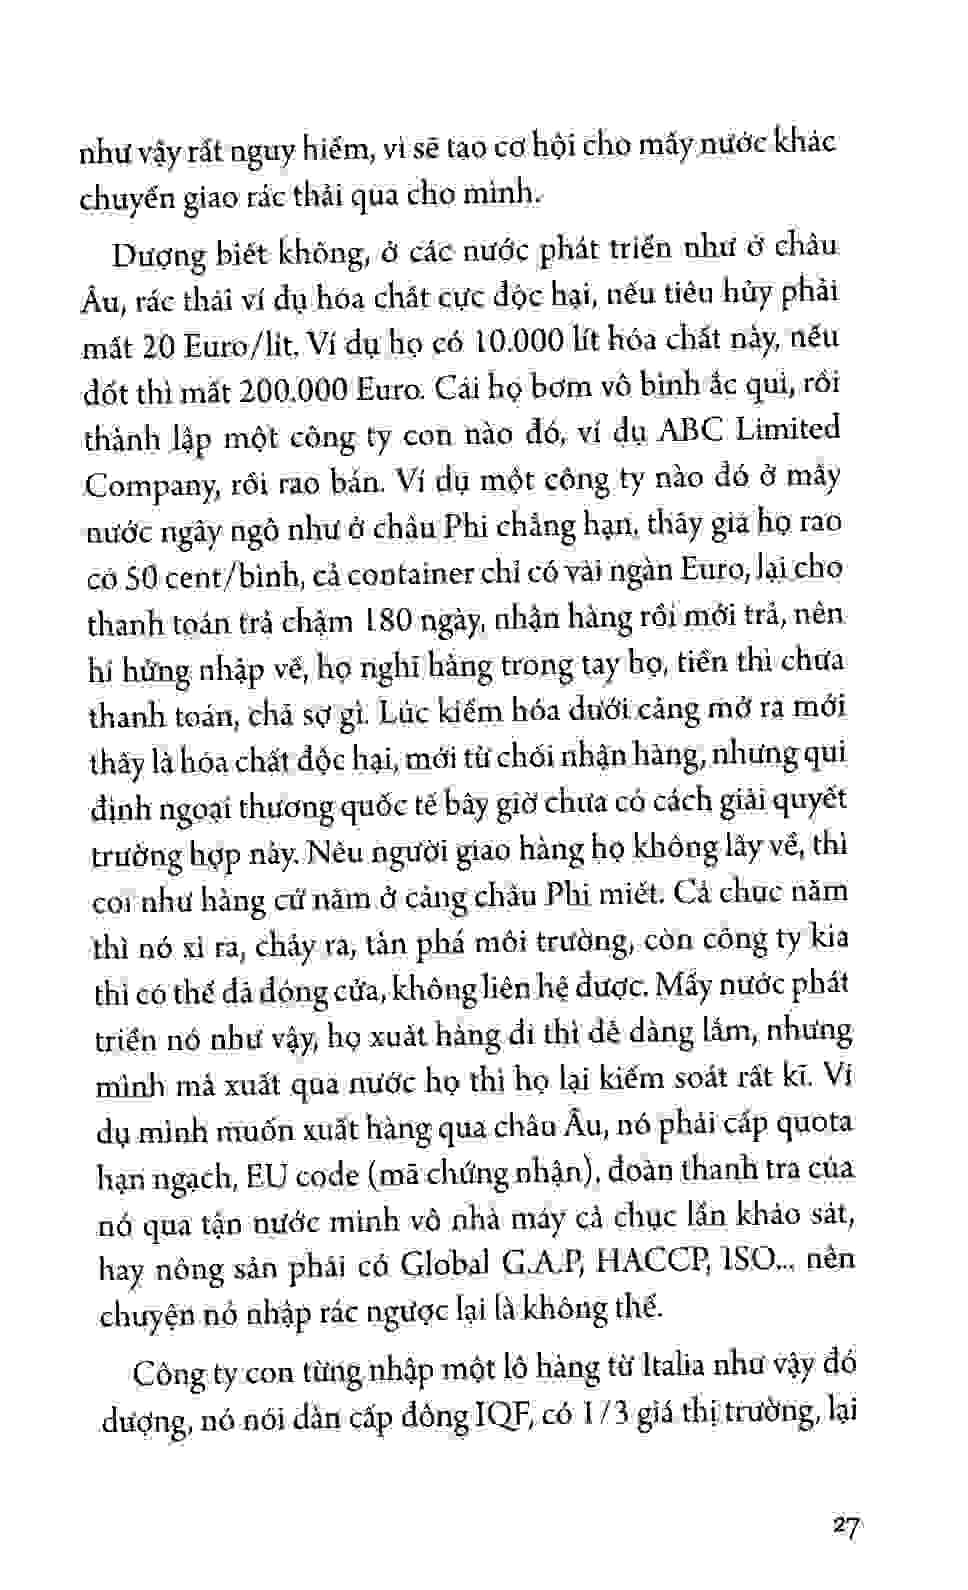 như vậy rất nguy hiểm, vì sẽ tạo cơ hội cho mấy nước khác
chuyển giao rác thải qua cho mình.
Dượng biết không, ở các nước phát triển như ở châu
Âu, rác thải ví dụ hóa chất cực độc hại, nếu tiêu hủy phải
mất 20 Euro/lít. Ví dụ họ có 10.000 lít hóa chất này, nếu
đốt thì mất 200.000 Euro. Cái họ bơm vô bình ắc qui, rồi
thành lập một công ty con nào đó, ví dụ ABC Limited
Company, rồi rao bán. Ví dụ một công ty nào đó ở mấy
nước ngây ngô như ở châu Phi chẳng hạn, thấy giá họ rao
có 50 cent/bình, cả container chỉ có vài ngàn Euro, lại cho
thanh toán trả chậm 180 ngày, nhận hàng rồi mới trả, nên
hí hửng nhập về, họ nghĩ hàng trong tay họ, tiền thì chưa
thanh toán, chả sợ gì. Lúc kiểm hóa dưới cảng mở ra mới
thấy là hóa chất độc hại, mới từ chối nhận hàng, nhưng qui
định ngoại thương quốc tế bây giờ chưa có cách giải quyết
trường hợp này. Nếu người giao hàng họ không lấy về, thì
coi như hàng cứ nằm ở cảng châu Phi miết. Cả chục năm
thì nó xì ra, chảy ra, tàn phá môi trường, còn công ty kia
thì có thể đã đóng cửa, không liên hệ được. Mấy nước phát
triển nó như vậy, họ xuất hàng đi thì dễ dàng lắm, nhưng
mình mà xuất qua nước họ thì họ lại kiểm soát rất kĩ. Ví
dụ mình muốn xuất hàng qua châu Âu, nó phải cấp quota
hạn ngạch, EU code (mã chứng nhận), đoàn thanh tra của
nó qua tận nước mình vô nhà máy cả chục lần khảo sát,
hay nông sản phải có Global G.A.P, HACCP, ISO... nên
chuyện nó nhập rác ngược lại là không thể.
Công ty con từng nhập một lô hàng từ Italia như vậy đó
dượng, nó nói dàn cấp đông IQF, có 1/3 giá thị trường, lại
27